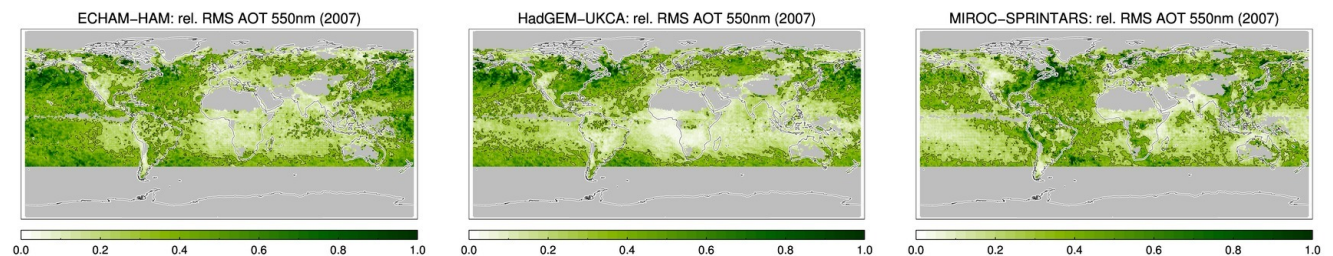 ECHAM−HAM: rel. RMS AOT 550nm (2007)
0.0 0.2 0.4 0.6 0.8 1.0
HadGEM−UKCA: rel. RMS AOT 550nm (2007)
0.0 0.2 0.4 0.6 0.8 1.0
MIROC−SPRINTARS: rel. RMS AOT 550nm (2007)
0.0 0.2 0.4 0.6 0.8 1.0